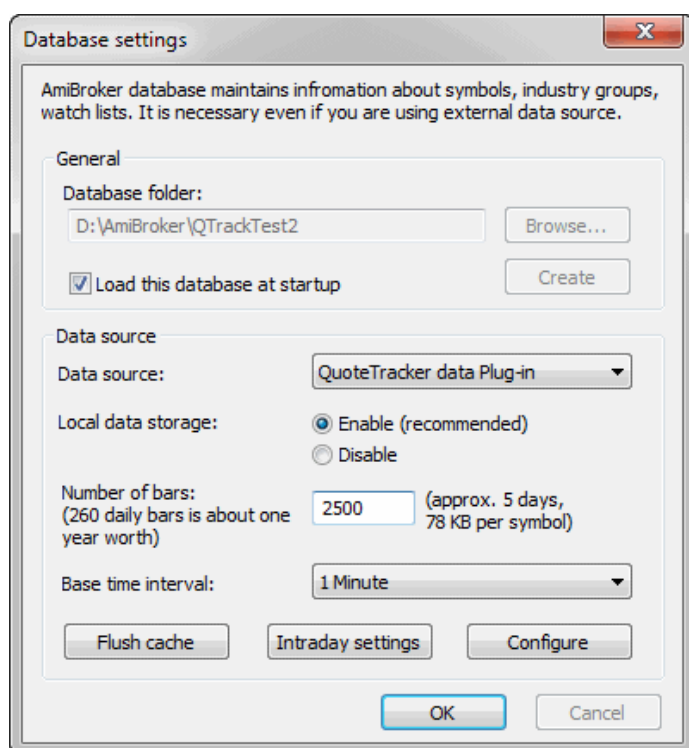 Database settings
AmiBroker database maintains infromation about symbols, industry groups,
watch lists. It is necessary even if you are using external data source.
General
Database folder:
D:\AmiBroker\QTrackTest2
Browse...
Load this database at startup
Create
Data source
Data source:
QuoteTracker data Plug-in
Local data storage:
Enable (recommended)
Disable
Number of bars:
(260 daily bars is about one
year worth)
2500
(approx. 5 days,
78 KB per symbol)
Base time interval:
1 Minute
Flush cache
Intraday settings
Configure
OK
Cancel